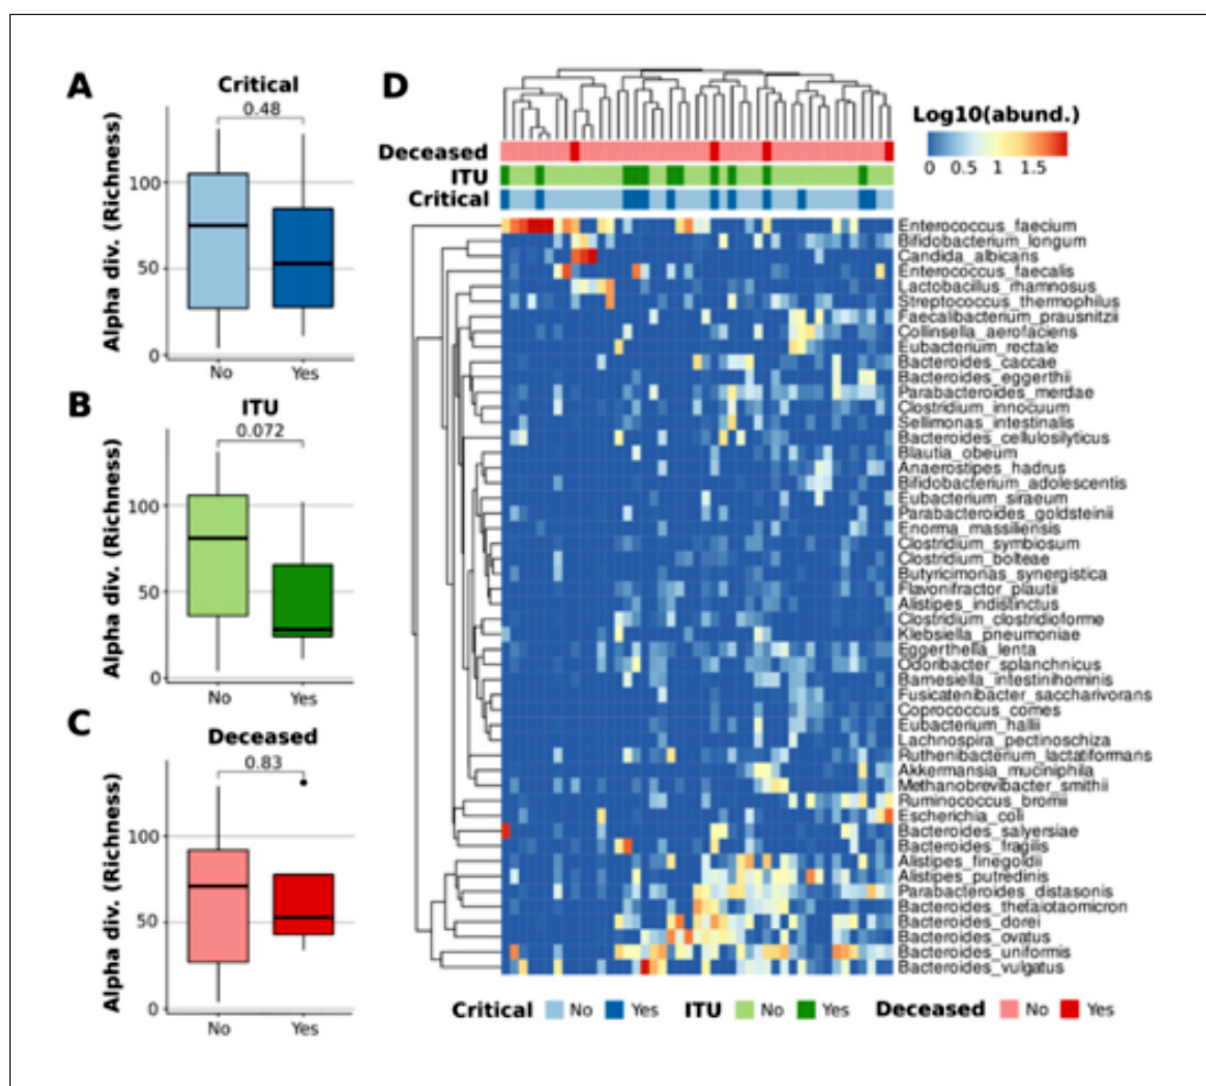 A
Critical
0.48
Alpha div. (Richness)
100
50
0
No
Yes
B
ITU
0.072
Alpha div. (Richness)
100
50
0
No
Yes
C
Deceased
0.83
Alpha div. (Richness)
100
50
0
No
Yes
D
Log10(abund.)
0 0.5 1 1.5
Deceased
ITU
Critical
Enterococcus_faecium
Bifidobacterium_longum
Candida_albicans
Enterococcus_faecalis
Lactobacillus_rhamnosus
Streptococcus_thermophilus
Faecalibacterium_prausnitzii
Collinsella_aerofaciens
Eubacterium_rectale
Bacteroides_caccae
Bacteroides_eggerthii
Parabacteroides_merdae
Clostridium_innocuum
Sellimonas_intestinalis
Bacteroides_cellulosilyticus
Blautia_obeum
Anaerostipes_hadrus
Bifidobacterium_adolescentis
Eubacterium_siraeum
Parabacteroides_goldsteinii
Enorma_massiliensis
Clostridium_symbiosum
Clostridium_bolteae
Butyricimonas_synergistica
Flavonifractor_plautii
Alistipes_indistinctus
Clostridium_clostridioforme
Klebsiella_pneumoniae
Eggerthella_lenta
Odoribacter_splanchnicus
Barnesiella_intestinihominis
Fusicatenibacter_saccharivorans
Coprococcus_comes
Eubacterium_hallii
Lachnospira_pectinoschiza
Ruthenibacterium_lactatiformans
Akkermansia_muciniphila
Methanobrevibacter_smithii
Ruminococcus_bromii
Escherichia_coli
Bacteroides_salyersiae
Bacteroides_fragilis
Alistipes_finegoldii
Alistipes_putredinis
Parabacteroides_distasonis
Bacteroides_thetaiotaomicron
Bacteroides_dorei
Bacteroides_ovatus
Bacteroides_uniformis
Bacteroides_vulgatus
Critical No Yes ITU No Yes Deceased No Yes